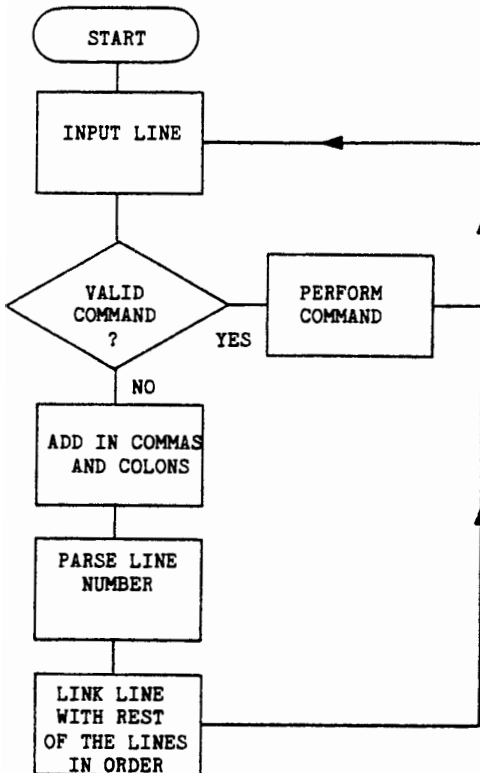 START
INPUT LINE
VALID
COMMAND
?
YES
PERFORM
COMMAND
NO
ADD IN COMMAS
AND COLONS
PARSE LINE
NUMBER
LINK LINE
WITH REST
OF THE LINES
IN ORDER